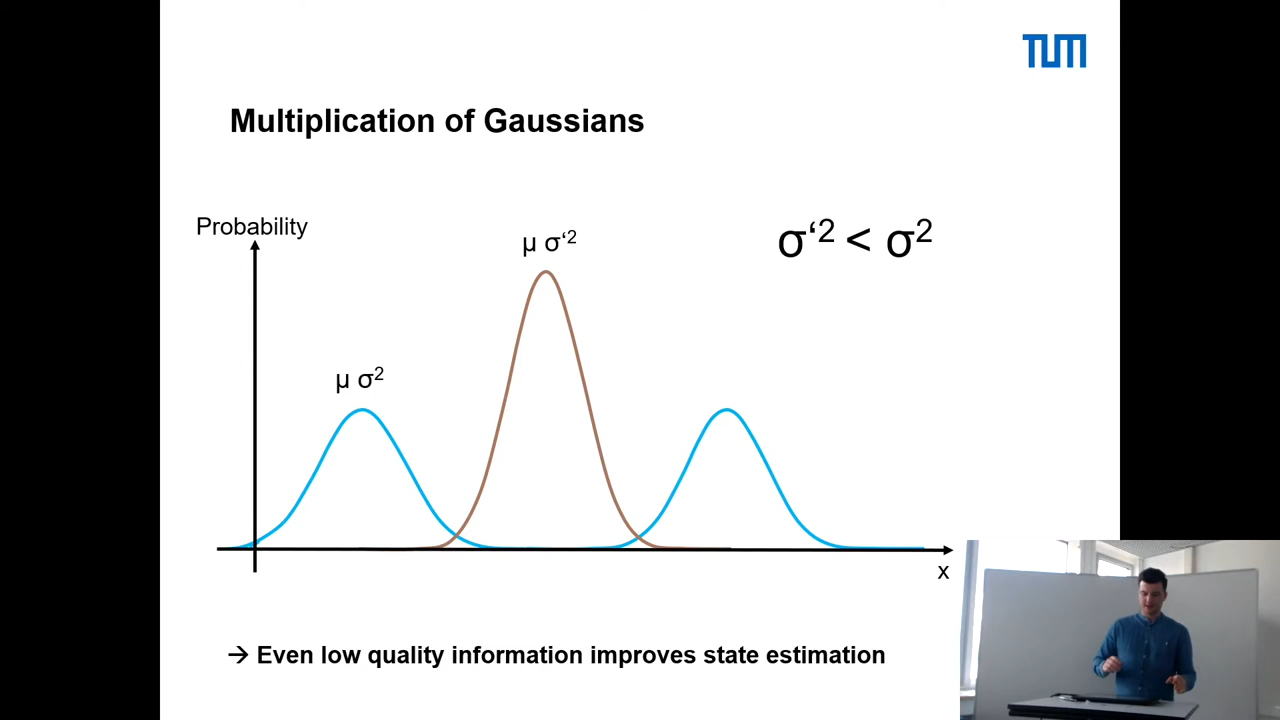 TUM
Multiplication of Gaussians
Probability
μ σ‘²
σ‘² < σ²
μ σ²
x
→ Even low quality information improves state estimation